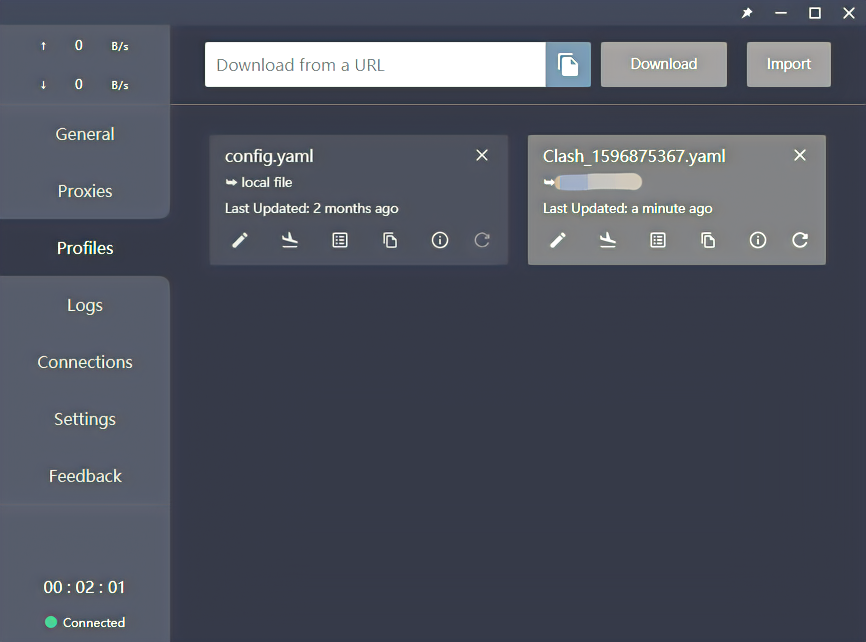 ↑ 0 B/s
↓ 0 B/s
General
Proxies
Profiles
Logs
Connections
Settings
Feedback
00 : 02 : 01
Connected
Download from a URL
Download
Import
config.yaml
local file
Last Updated: 2 months ago
Clash_1596875367.yaml
Last Updated: a minute ago